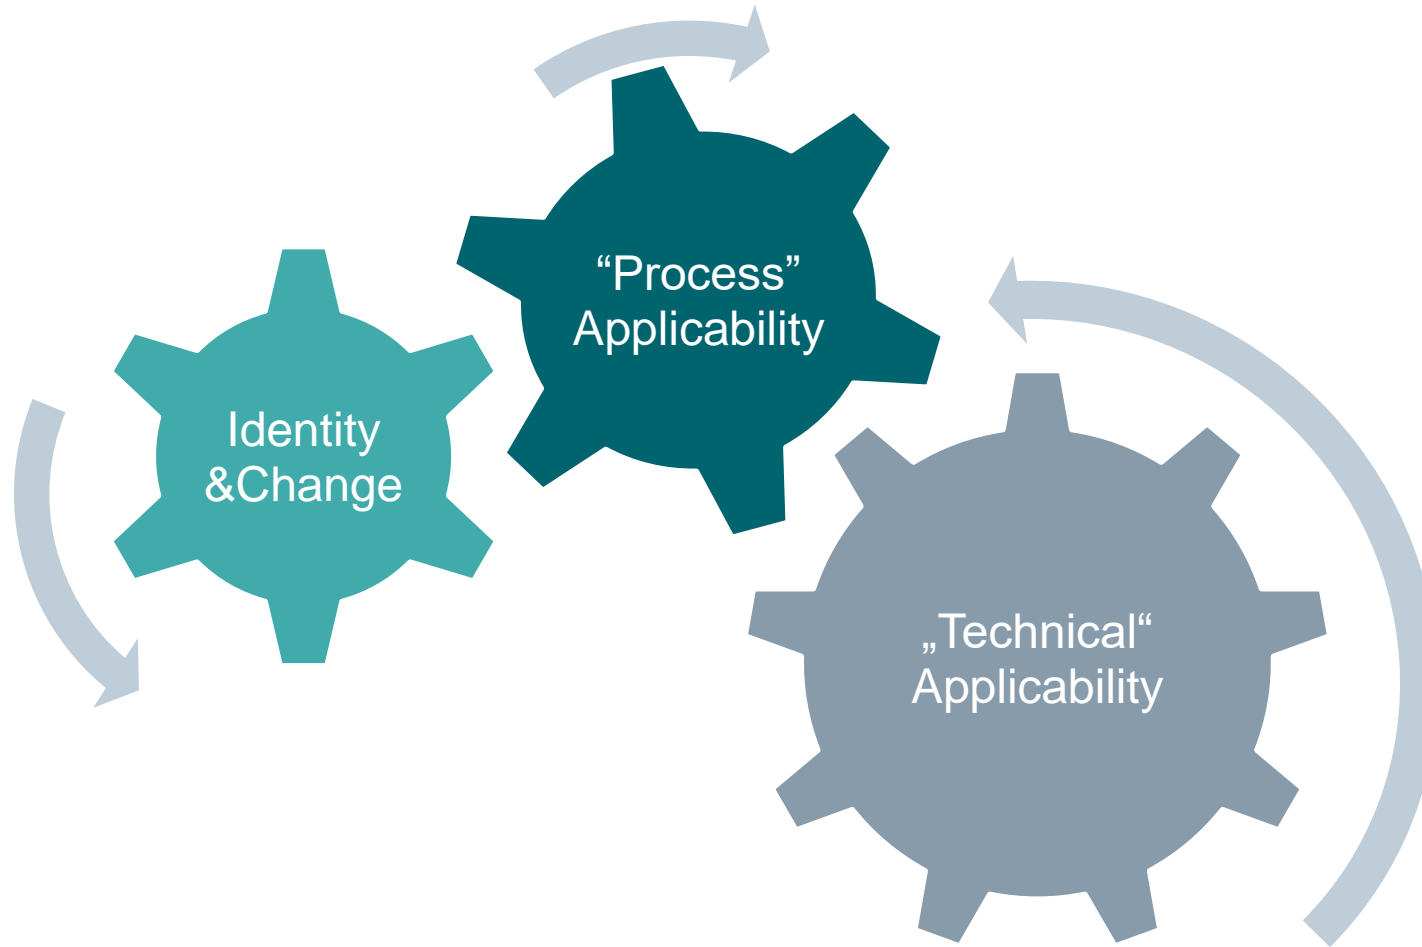 “Process”
Applicability
Identity
&Change
„Technical“
Applicability